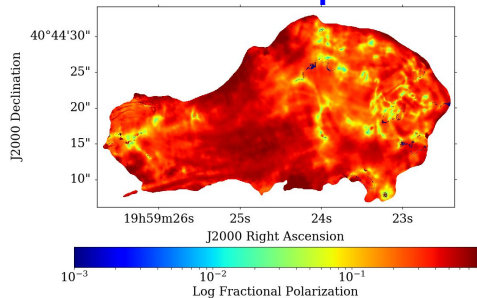 40°44'30"
25"
20"
15"
10"
J2000 Declination
19h59m26s 25s 24s 23s
J2000 Right Ascension
10⁻³ 10⁻² 10⁻¹
Log Fractional Polarization